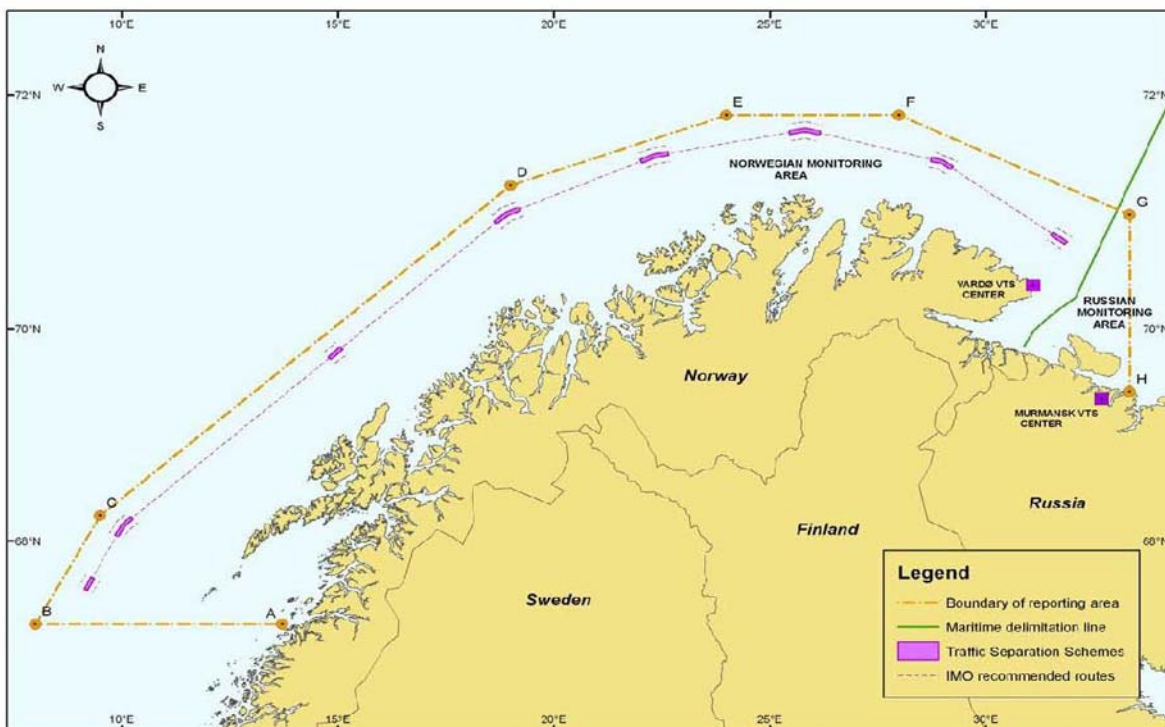 10°E 15°E 20°E 25°E 30°E
N
W E
S
72°N 72°N
E F
D
NORWEGIAN MONITORING
AREA
G
VARDØ VTS
CENTER
RUSSIAN
MONITORING
AREA
70°N 70°N
Norway
H
MURMANSK VTS
CENTER
C
68°N 68°N
Russia
Finland
Sweden
B A
Legend
Boundary of reporting area
Maritime delimitation line
Traffic Separation Schemes
IMO recommended routes
10°E 15°E 20°E 25°E 30°E